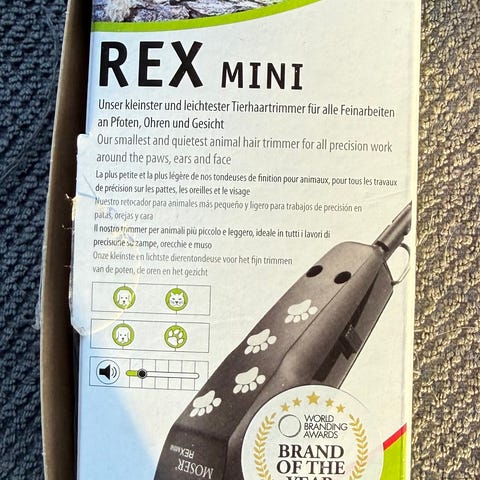 REX MINI
Unser kleinster und leichtester Tierhaartrimmer für alle Feinarbeiten
an Pfoten, Ohren und Gesicht
Our smallest and quietest animal hair trimmer for all precision work
around the paws, ears and face
La plus petite et la plus légère de nos tondeuses de finition pour animaux, pour tous les travaux
de précision sur les pattes, les oreilles et le visage
Nuestro retocador para animales más pequeño y ligero para trabajos de precisión en
patas, orejas y cara
Il nostro trimmer per animali più piccolo e leggero, ideale in tutti i lavori di
precisione su zampe, orecchie e muso
Onze kleinste en lichtste dierentondeuse voor het fijn trimmen
van de poten, de oren en het gezicht
MOSER®
REX MINI
WORLD
BRANDING
AWARDS
BRAND
OF THE
YEAR